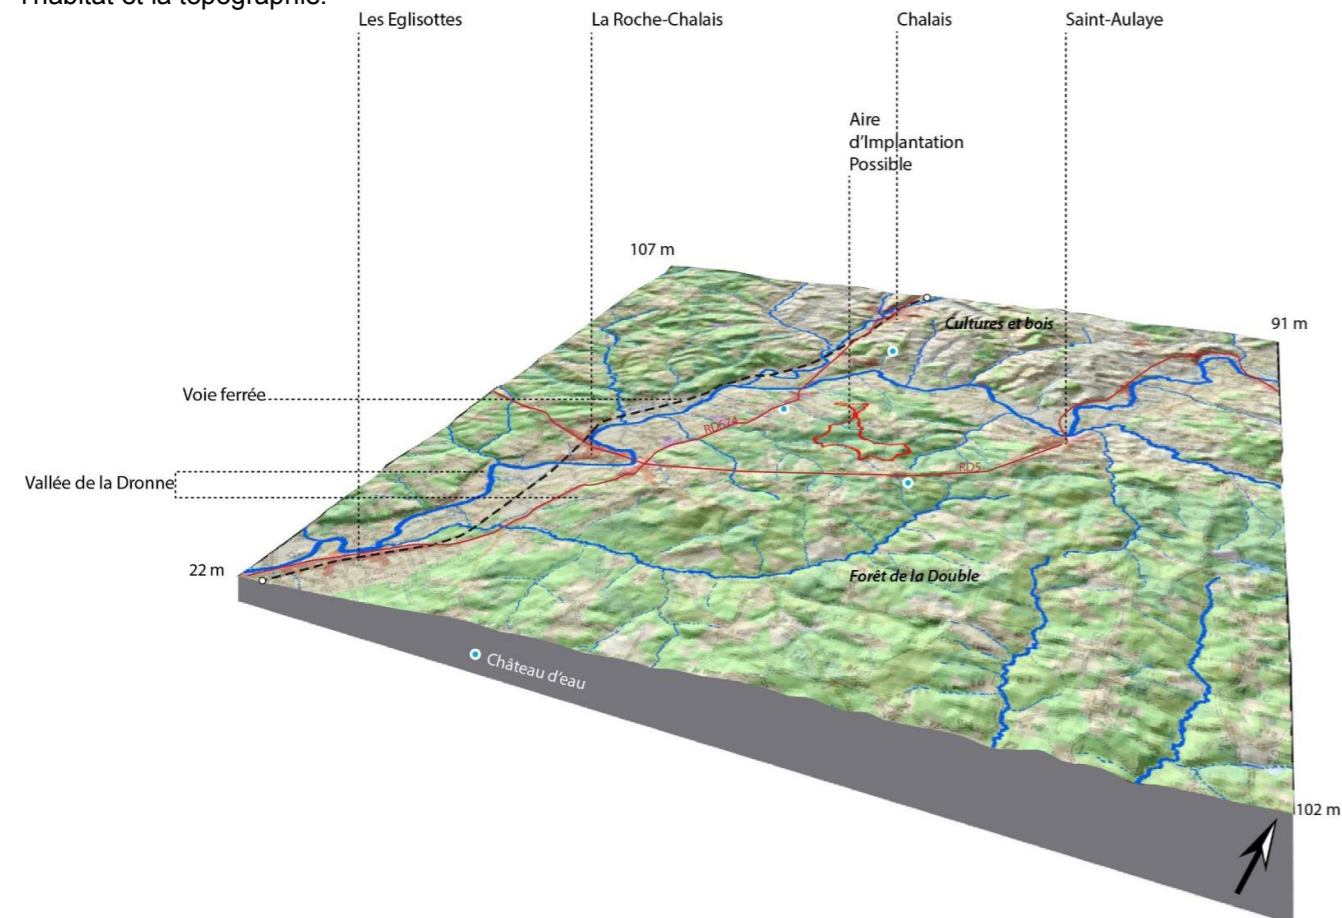 l'habitat et la topographie.
Les Eglisottes
La Roche-Chalais
Chalais
Saint-Aulaye
Aire
d'Implantation
Possible
107 m
Cultures et bois
91 m
Voie ferrée
RD674
RD5
Vallée de la Dronne
22 m
Forêt de la Double
Château d'eau
102 m